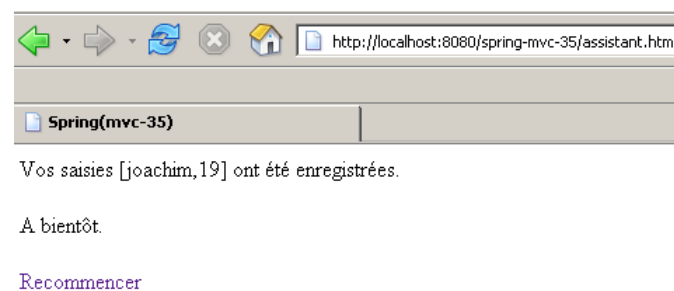 http://localhost:8080/spring-mvc-35/assistant.htm
Spring(mvc-35)
Vos saisies [joachim,19] ont été enregistrées.
A bientôt.
Recommencer